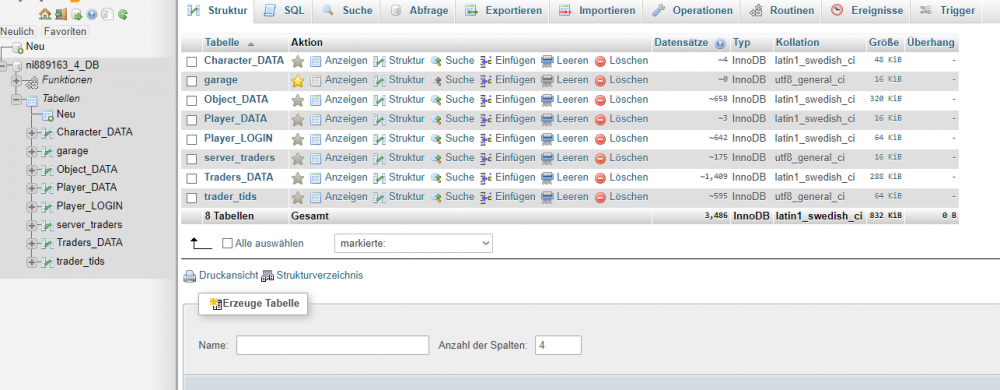 Neulich Favoriten
Neu
ni889163_4_DB
Funktionen
Tabellen
Neu
Character_DATA
garage
Object_DATA
Player_DATA
Player_LOGIN
server_traders
Traders_DATA
trader_tids
Struktur SQL Suche Abfrage Exportieren Importieren Operationen Routinen Ereignisse Trigger
Tabelle Aktion Datensätze Typ Kollation Größe Überhang
Character_DATA Anzeigen Struktur Suche Einfügen Leeren Löschen ~4 InnoDB latin1_swedish_ci 48 KiB -
garage Anzeigen Struktur Suche Einfügen Leeren Löschen ~0 InnoDB utf8_general_ci 16 KiB -
Object_DATA Anzeigen Struktur Suche Einfügen Leeren Löschen ~658 InnoDB latin1_swedish_ci 320 KiB -
Player_DATA Anzeigen Struktur Suche Einfügen Leeren Löschen ~3 InnoDB latin1_swedish_ci 16 KiB -
Player_LOGIN Anzeigen Struktur Suche Einfügen Leeren Löschen ~642 InnoDB latin1_swedish_ci 64 KiB -
server_traders Anzeigen Struktur Suche Einfügen Leeren Löschen ~175 InnoDB utf8_general_ci 16 KiB -
Traders_DATA Anzeigen Struktur Suche Einfügen Leeren Löschen ~1,409 InnoDB latin1_swedish_ci 288 KiB -
trader_tids Anzeigen Struktur Suche Einfügen Leeren Löschen ~595 InnoDB utf8_general_ci 64 KiB -
8 Tabellen Gesamt 3,486 InnoDB latin1_swedish_ci 832 KiB 0 B
Alle auswählen markierte:
Druckansicht Strukturverzeichnis
Erzeuge Tabelle
Name: Anzahl der Spalten: 4